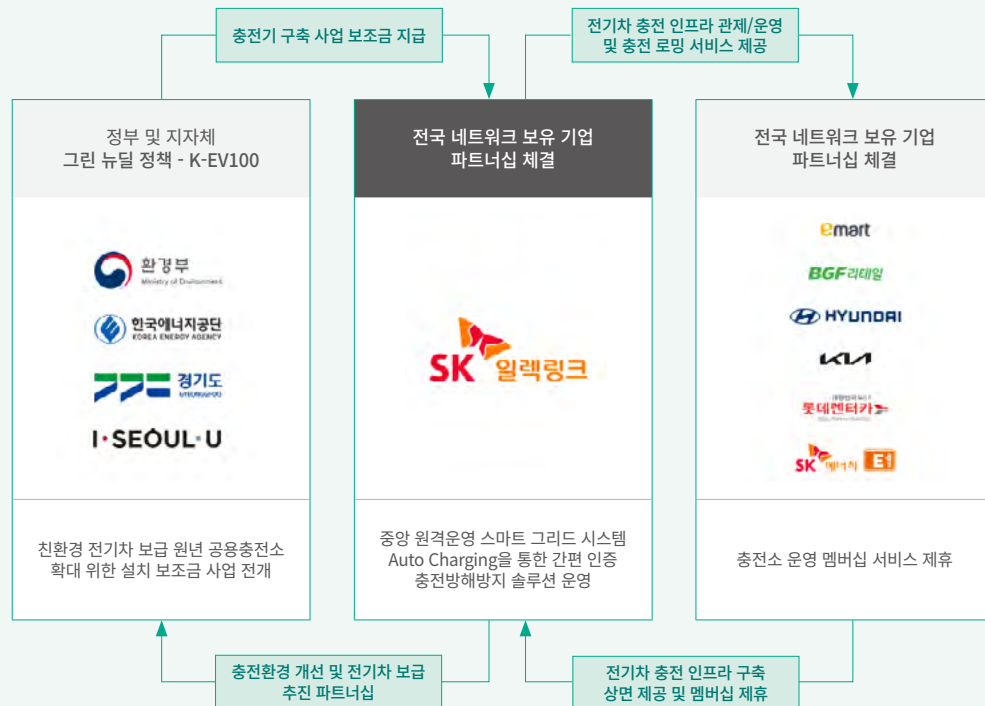 충전기 구축 사업 보조금 지급
전기차 충전 인프라 관제/운영
및 충전 로밍 서비스 제공
정부 및 지자체
그린 뉴딜 정책 - K-EV100
환경부
Ministry of Environment
한국에너지공단
KOREA ENERGY AGENCY
경기도
I·SEOUL·U
친환경 전기차 보급 원년 공용충전소
확대 위한 설치 보조금 사업 전개
전국 네트워크 보유 기업
파트너십 체결
SK 일렉링크
중앙 원격운영 스마트 그리드 시스템
Auto Charging을 통한 간편 인증
충전방해방지 솔루션 운영
전국 네트워크 보유 기업
파트너십 체결
emart
BGF리테일
HYUNDAI
KIA
롯데렌터카
SK에너지 E1
충전소 운영 멤버십 서비스 제휴
충전환경 개선 및 전기차 보급
추진 파트너십
전기차 충전 인프라 구축
상면 제공 및 멤버십 제휴